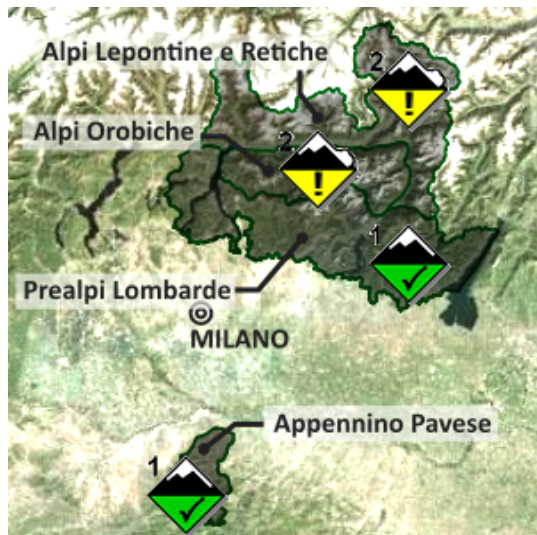 Alpi Lepontine e Retiche
2
Alpi Orobiche
2
!
!
1
Prealpi Lombarde
MILANO
Appennino Pavese
1